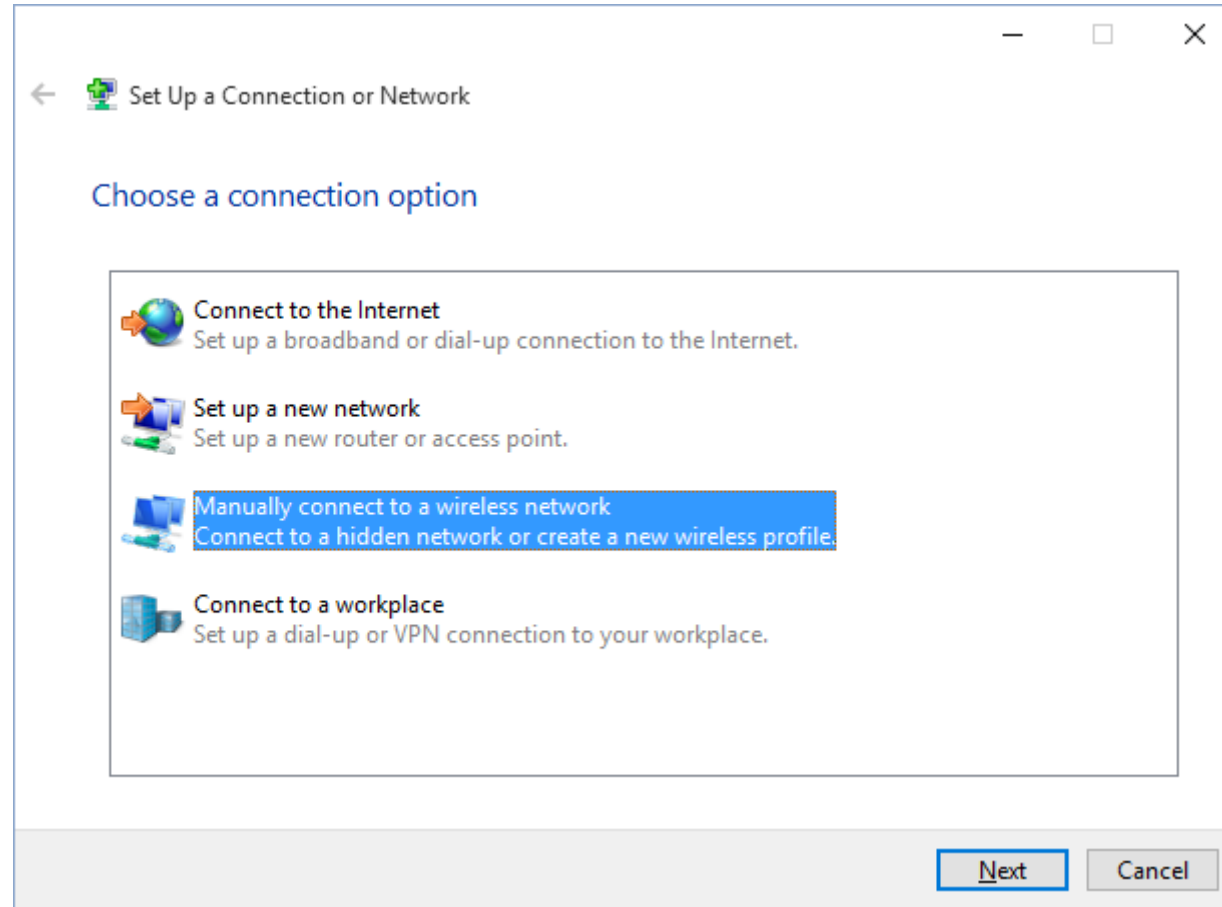 Set Up a Connection or Network
Choose a connection option
Connect to the Internet
Set up a broadband or dial-up connection to the Internet.
Set up a new network
Set up a new router or access point.
Manually connect to a wireless network
Connect to a hidden network or create a new wireless profile.
Connect to a workplace
Set up a dial-up or VPN connection to your workplace.
Next Cancel